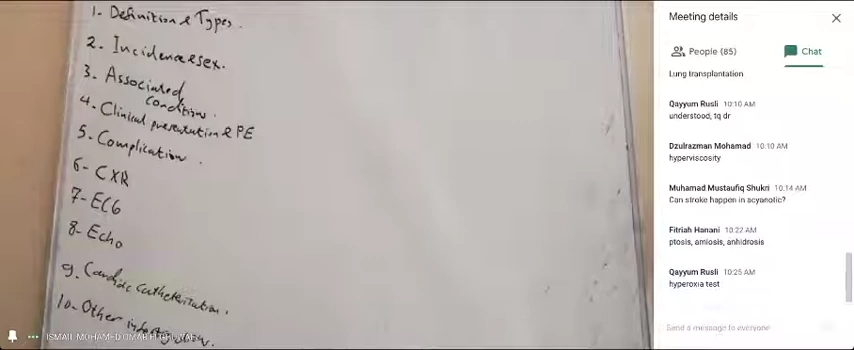 1. Definition & Types.
2. Incidence & sex.
3. Associated
conditions.
4. Clinical presentation & PE
5. Complication.
6- CXR
7- ECG
8- Echo
9. Cardiac catheterization.
10- Other
ISMAIL MOHAMED OMAR
Meeting details
People (85)
Chat
Lung transplantation
Qayyum Rusli 10:10 AM
understood, tq dr
Dzulrazman Mohamad 10:10 AM
hyperviscosity
Muhamad Mustaufiq Shukri 10:14 AM
Can stroke happen in acyanotic?
Fitriah Hanani 10:22 AM
ptosis, amiosis, anhidrosis
Qayyum Rusli 10:25 AM
hyperoxia test
Send a message to everyone